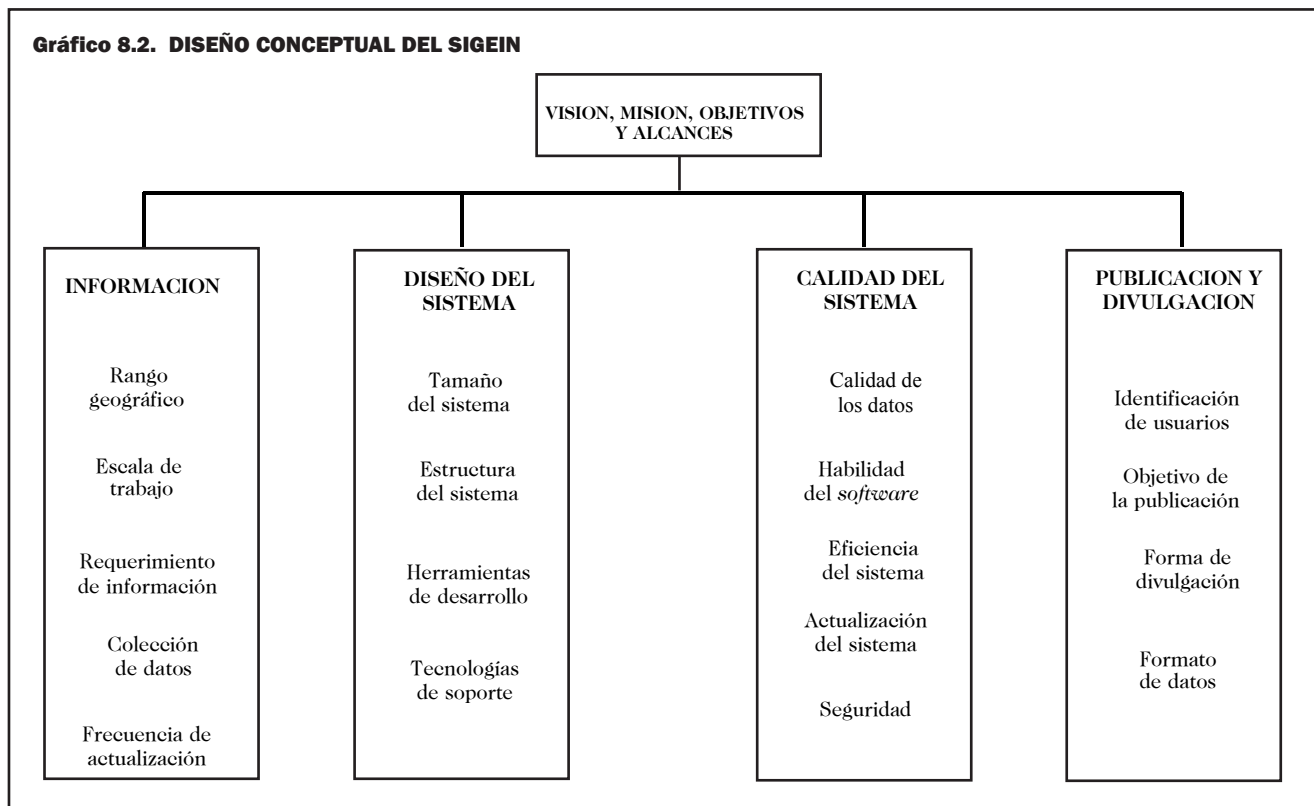 Gráfico 8.2. DISEÑO CONCEPTUAL DEL SIGEIN
VISION, MISION, OBJETIVOS
Y ALCANCES
INFORMACION
Rango
geográfico
Escala de
trabajo
Requerimiento
de información
Colección
de datos
Frecuencia de
actualización
DISEÑO DEL
SISTEMA
Tamaño
del sistema
Estructura
del sistema
Herramientas
de desarrollo
Tecnologías
de soporte
CALIDAD DEL
SISTEMA
Calidad de
los datos
Habilidad
del software
Eficiencia
del sistema
Actualización
del sistema
Seguridad
PUBLICACION Y
DIVULGACION
Identificación
de usuarios
Objetivo de
la publicación
Forma de
divulgación
Formato
de datos